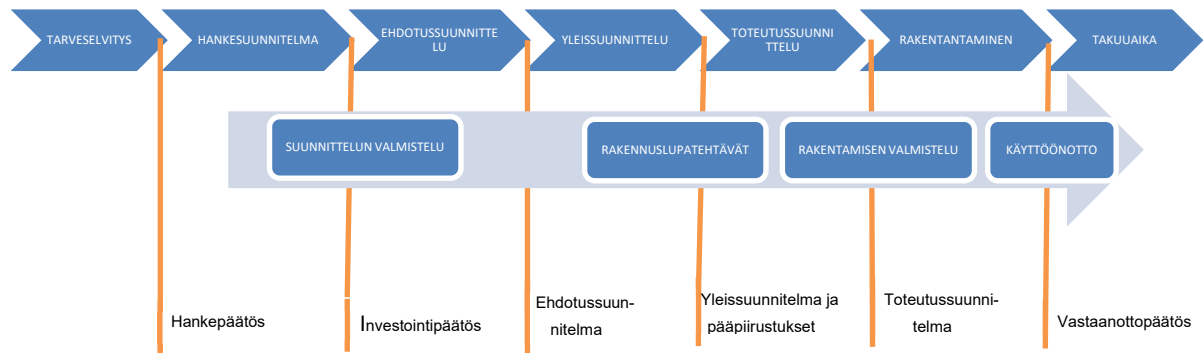 TARVESELVITYS
HANKESUUNNITELMA
EHDOTUSSUUNNITTE
LU
YLEISSUUNNITTELU
TOTEUTUSSUUNNI
TTELU
RAKENTANTAMINEN
TAKUUAIKA
SUUNNITTELUN VALMISTELU
RAKENNUSLUPATEHTÄVÄT
RAKENTAMISEN VALMISTELU
KÄYTTÖÖNOTTO
Hankepäätös
Investointipäätös
Ehdotussuun-
nitelma
Yleissuunnitelma ja
pääpiirustukset
Toteutussuunni-
telma
Vastaanottopäätös